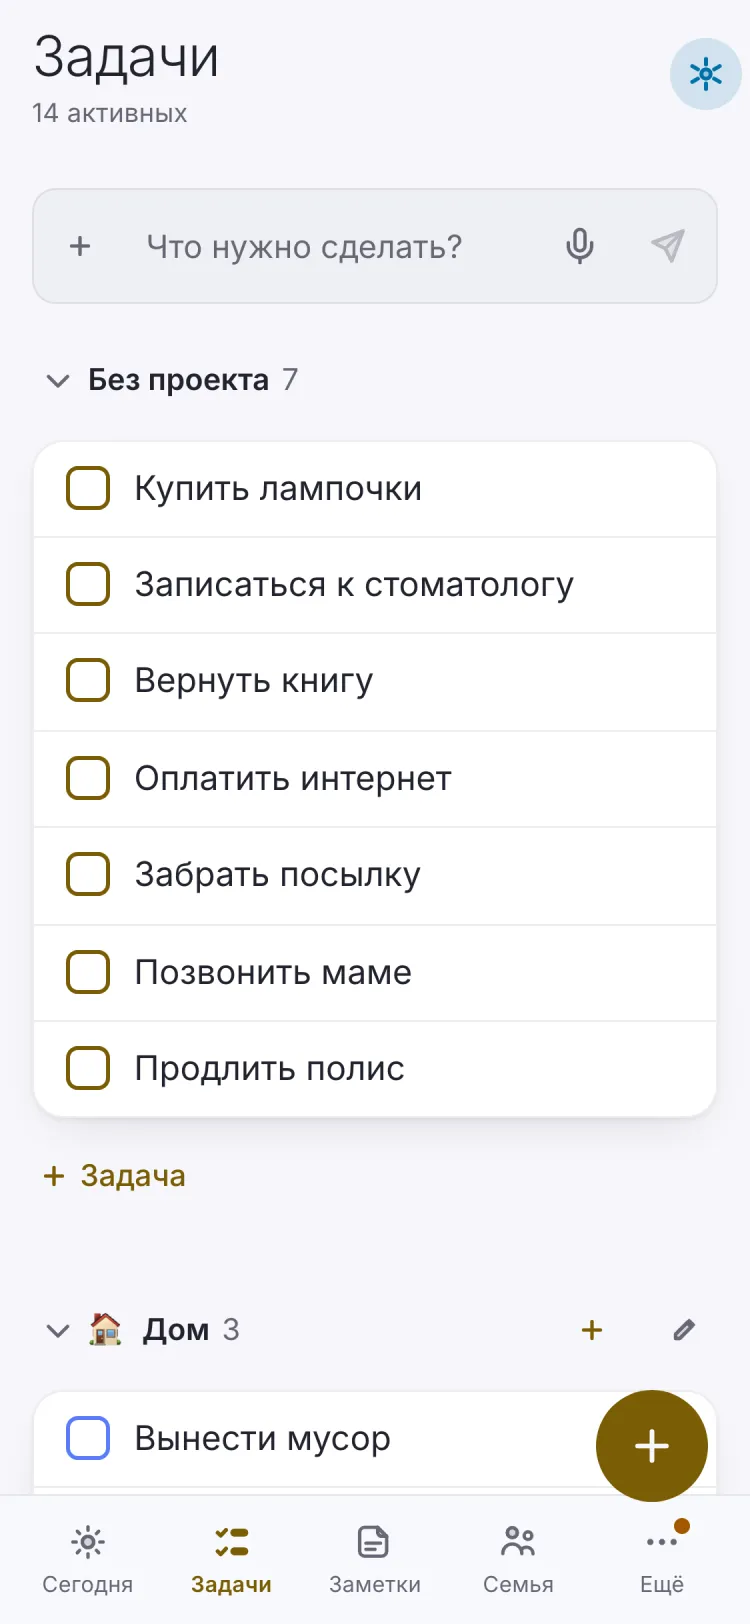 Задачи
14 активных
Что нужно сделать?
Без проекта 7
Купить лампочки
Записаться к стоматологу
Вернуть книгу
Оплатить интернет
Забрать посылку
Позвонить маме
Продлить полис
+ Задача
Дом 3
Вынести мусор
Сегодня Задачи Заметки Семья Ещё